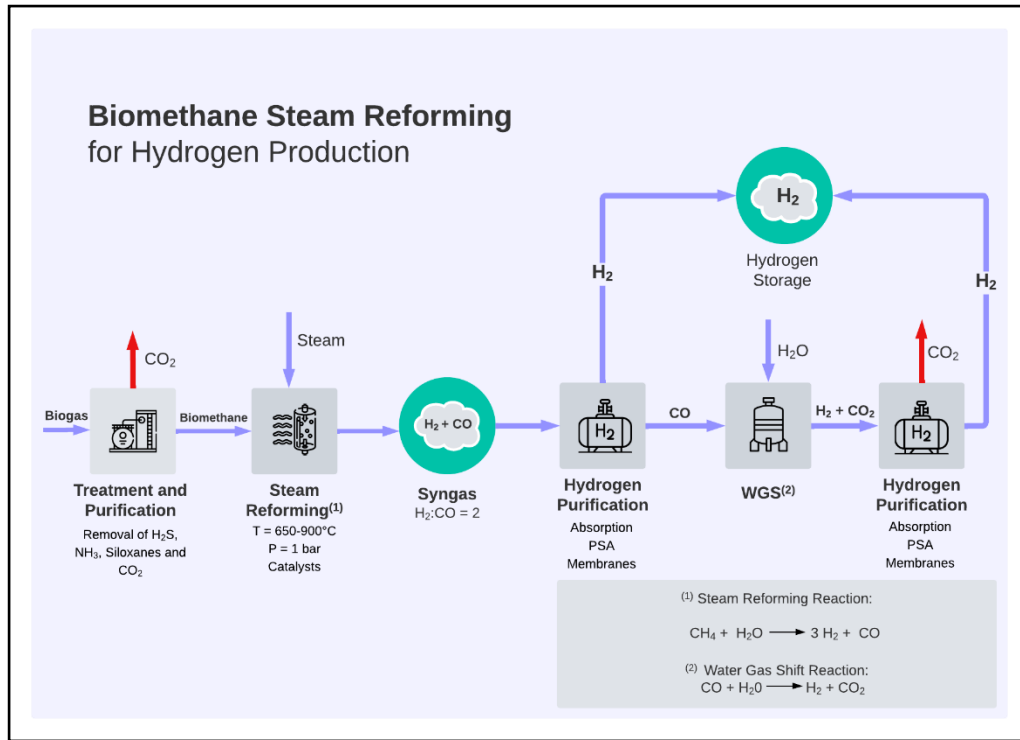 Biomethane Steam Reforming
for Hydrogen Production
H₂
Hydrogen
Storage
H₂
H₂
CO₂
Steam
H₂O
CO₂
Biogas
Biomethane
H₂ + CO
CO
H₂ + CO₂
H₂
H₂
Treatment and
Purification
Removal of H₂S,
NH₃, Siloxanes and
CO₂
Steam
Reforming⁽¹⁾
T = 650-900°C
P = 1 bar
Catalysts
Syngas
H₂:CO = 2
Hydrogen
Purification
Absorption
PSA
Membranes
WGS⁽²⁾
Hydrogen
Purification
Absorption
PSA
Membranes
⁽¹⁾ Steam Reforming Reaction:
CH₄ + H₂O ⟶ 3 H₂ + CO
⁽²⁾ Water Gas Shift Reaction:
CO + H₂0 ⟶ H₂ + CO₂